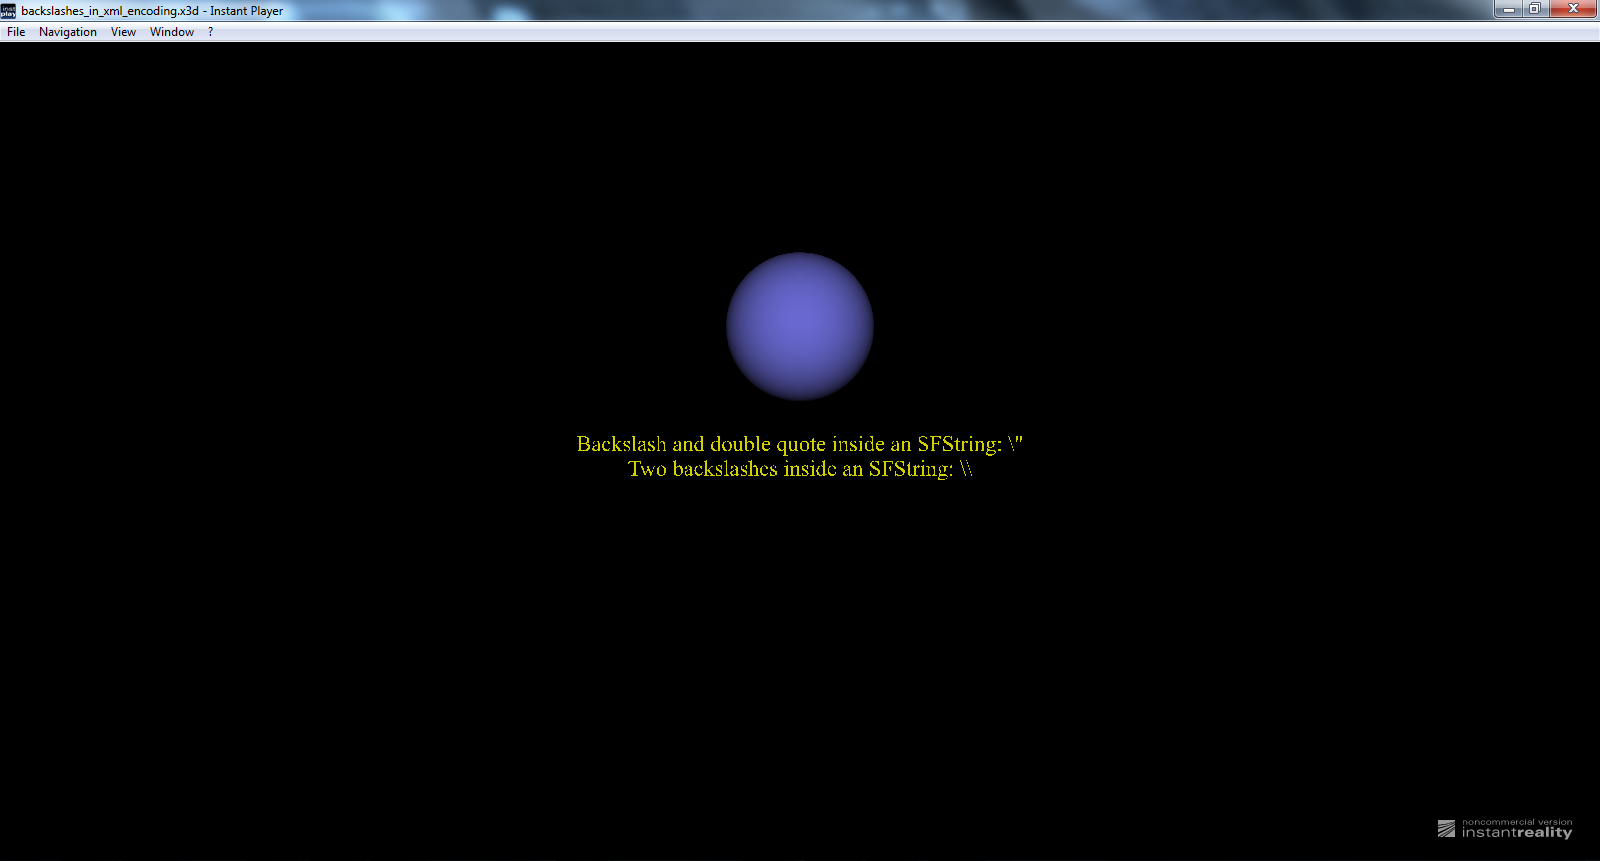 backslashes_in_xml_encoding.x3d - Instant Player
File Navigation View Window ?
Backslash and double quote inside an SFString: \"
Two backslashes inside an SFString: \\
noncommercial version
instantreality